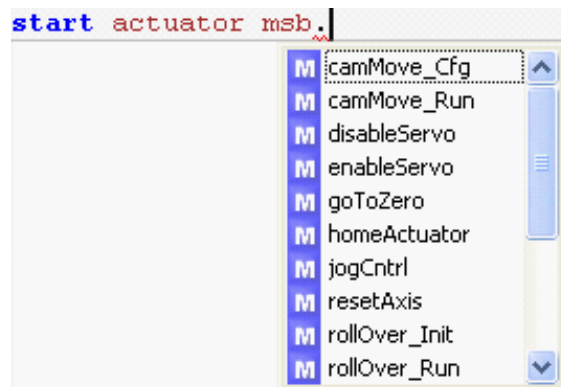 start actuator msb.
M camMove_Cfg
M camMove_Run
M disableServo
M enableServo
M goToZero
M homeActuator
M jogCntrl
M resetAxis
M rollOver_Init
M rollOver_Run